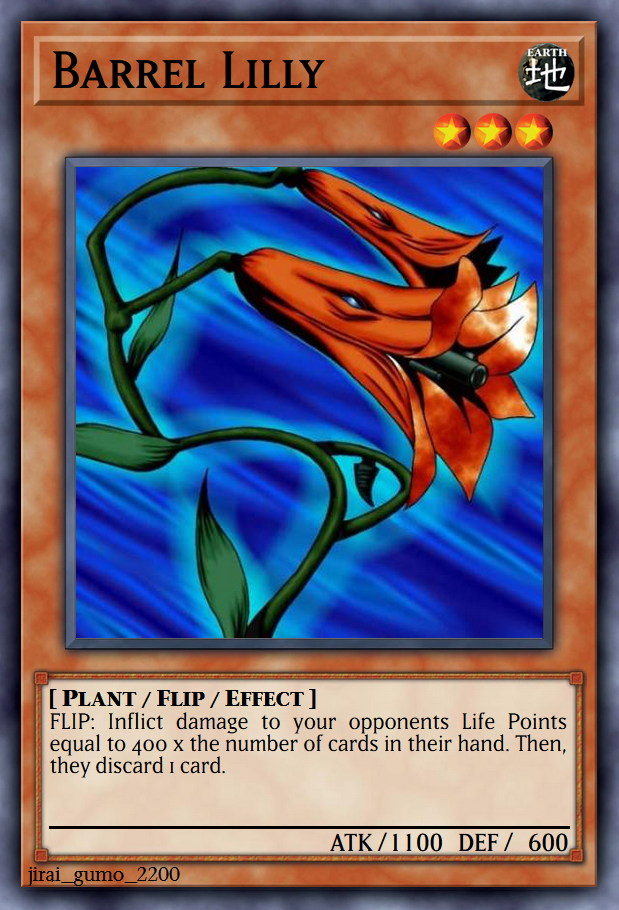 Barrel Lilly
EARTH
地
[ Plant / Flip / Effect ]
FLIP: Inflict damage to your opponents Life Points
equal to 400 x the number of cards in their hand. Then,
they discard 1 card.
ATK/1100 DEF/ 600
jirai_gumo_2200